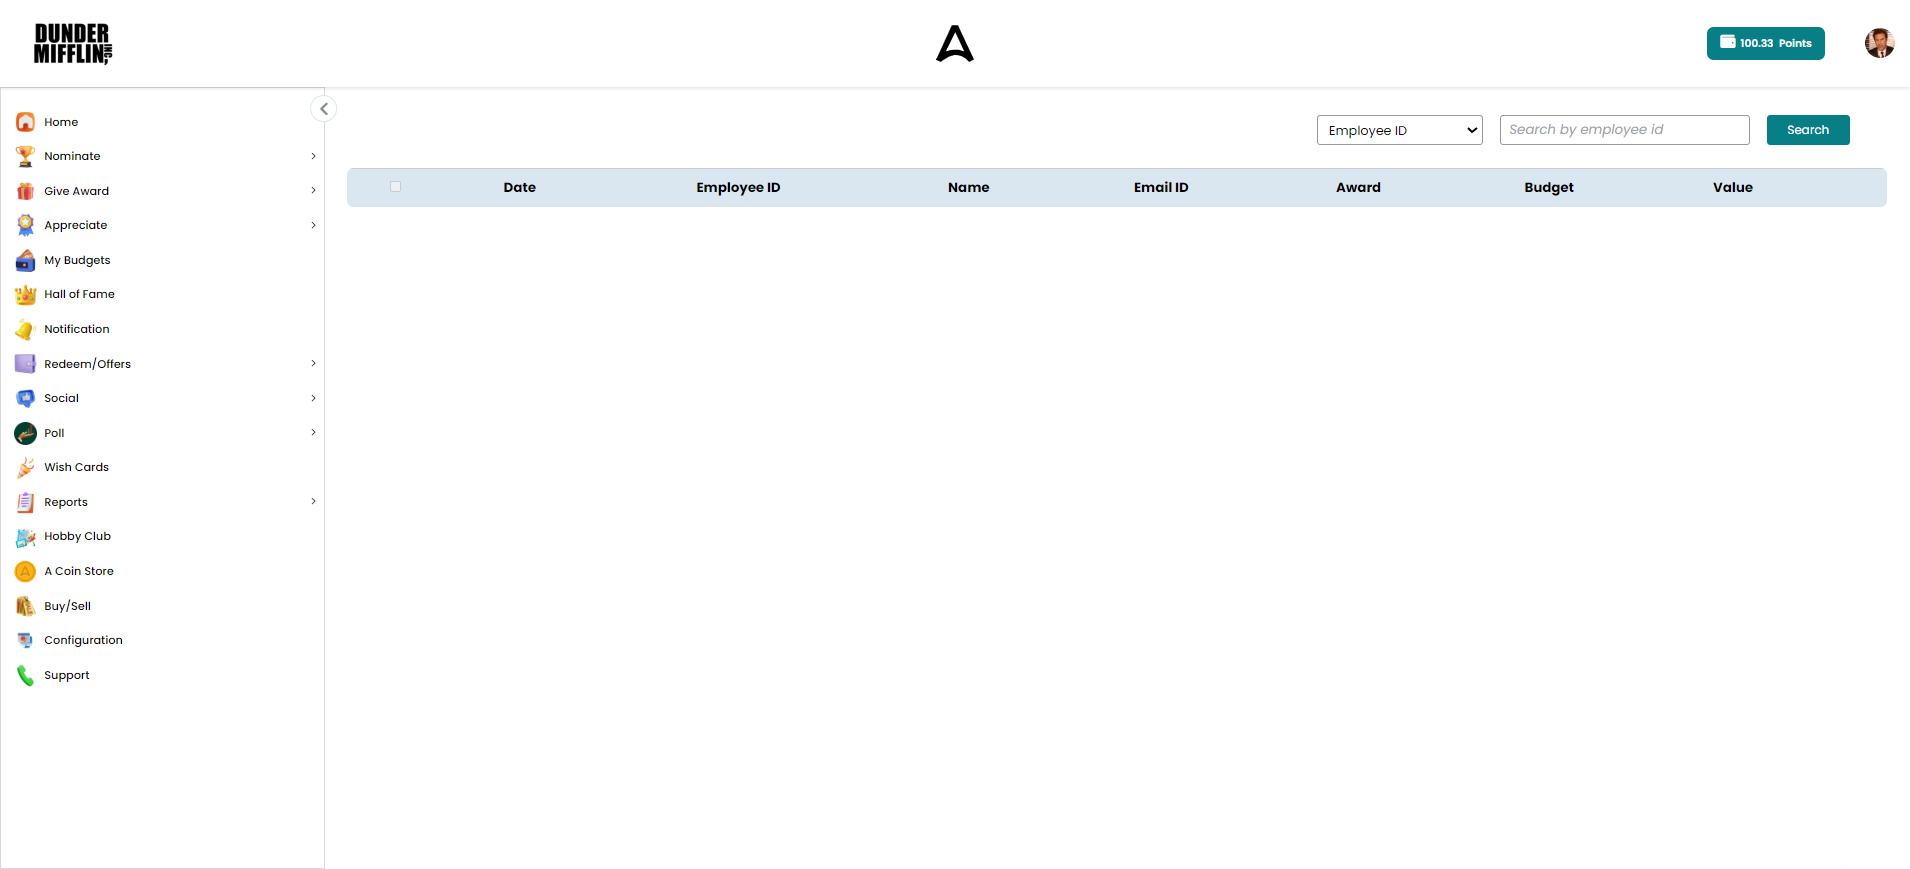 DUNDER
MIFFLIN, INC
100.33 Points
Home
Nominate
Give Award
Appreciate
My Budgets
Hall of Fame
Notification
Redeem/Offers
Social
Poll
Wish Cards
Reports
Hobby Club
A Coin Store
Buy/Sell
Configuration
Support
Employee ID
Search by employee id
Search
Date Employee ID Name Email ID Award Budget Value